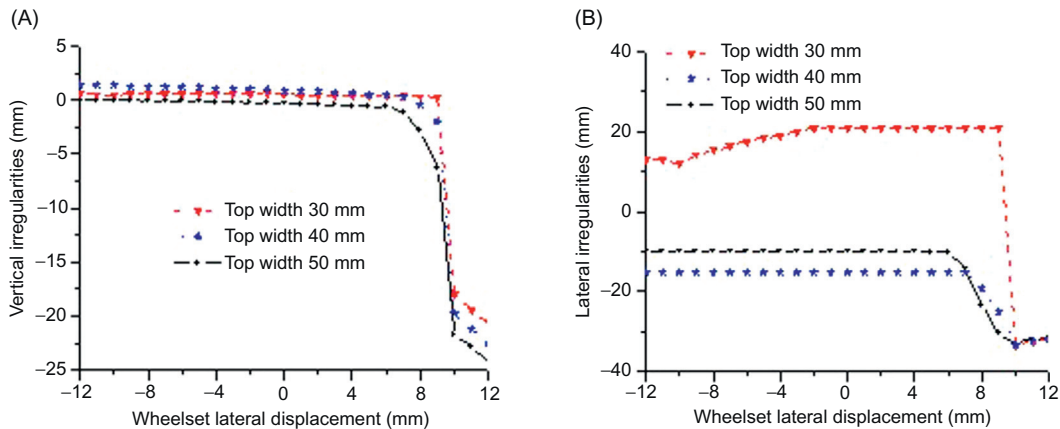 (A)
5
0
−5
−10
−15
−20
−25
Vertical irregularities (mm)
Top width 30 mm
Top width 40 mm
Top width 50 mm
−12 −8 −4 0 4 8 12
Wheelset lateral displacement (mm)
(B)
40
20
0
−20
−40
Lateral irregularities (mm)
Top width 30 mm
Top width 40 mm
Top width 50 mm
−12 −8 −4 0 4 8 12
Wheelset lateral displacement (mm)